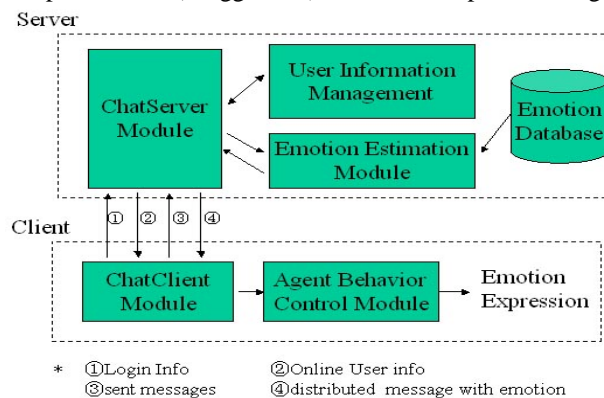 Server
ChatServer
Module
User Information
Management
Emotion Estimation
Module
Emotion
Database
① ② ③ ④
Client
ChatClient
Module
Agent Behavior
Control Module
Emotion
Expression
* ①Login Info ②Online User info
③sent messages ④distributed message with emotion